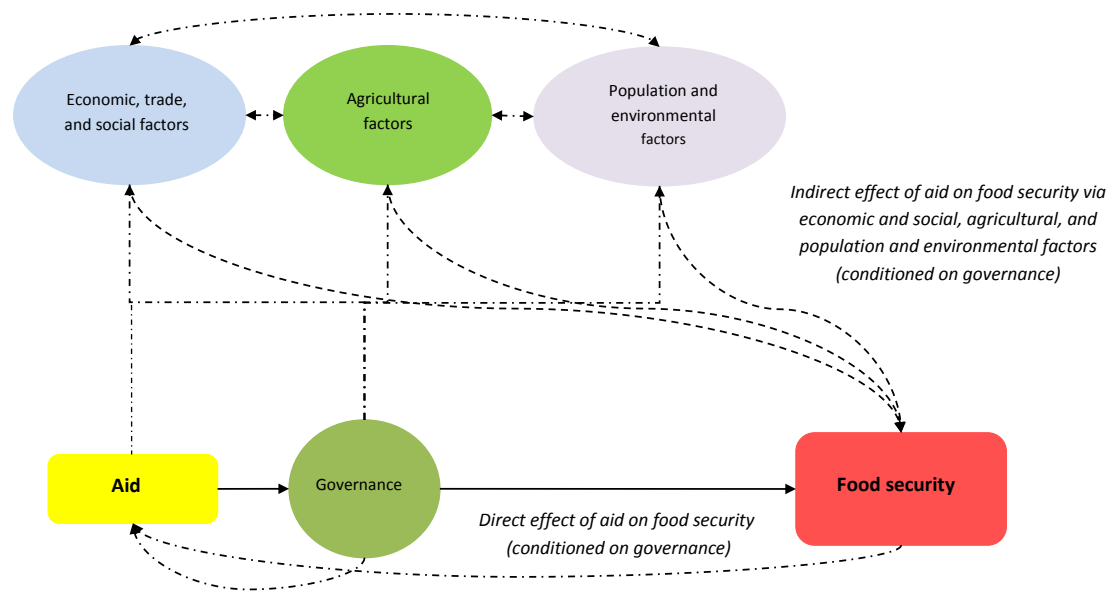 Economic, trade,
and social factors
Agricultural
factors
Population and
environmental
factors
Indirect effect of aid on food security via
economic and social, agricultural, and
population and environmental factors
(conditioned on governance)
Aid
Governance
Food security
Direct effect of aid on food security
(conditioned on governance)